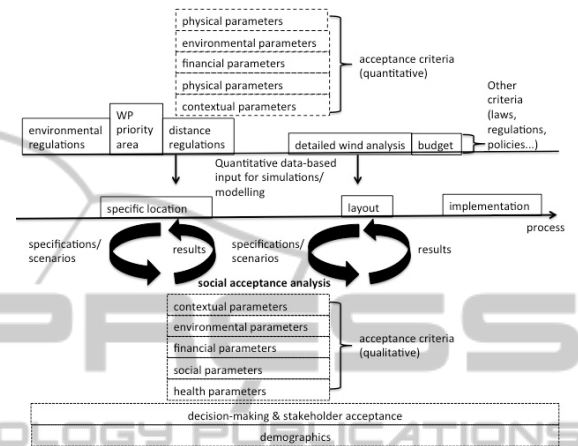 physical parameters
environmental parameters
financial parameters
physical parameters
contextual parameters
acceptance criteria
(quantitative)
Other
criteria
(laws,
regulations,
policies...)
environmental
regulations
WP
priority
area
distance
regulations
detailed wind analysis
budget
Quantitative data-based
input for simulations/
modelling
specific location
layout
implementation
process
specifications/
scenarios
results
specifications/
scenarios
results
social acceptance analysis
contextual parameters
environmental parameters
financial parameters
social parameters
health parameters
acceptance criteria
(qualitative)
decision-making & stakeholder acceptance
demographics
PRESS
OLOGY PUBLICATIONS